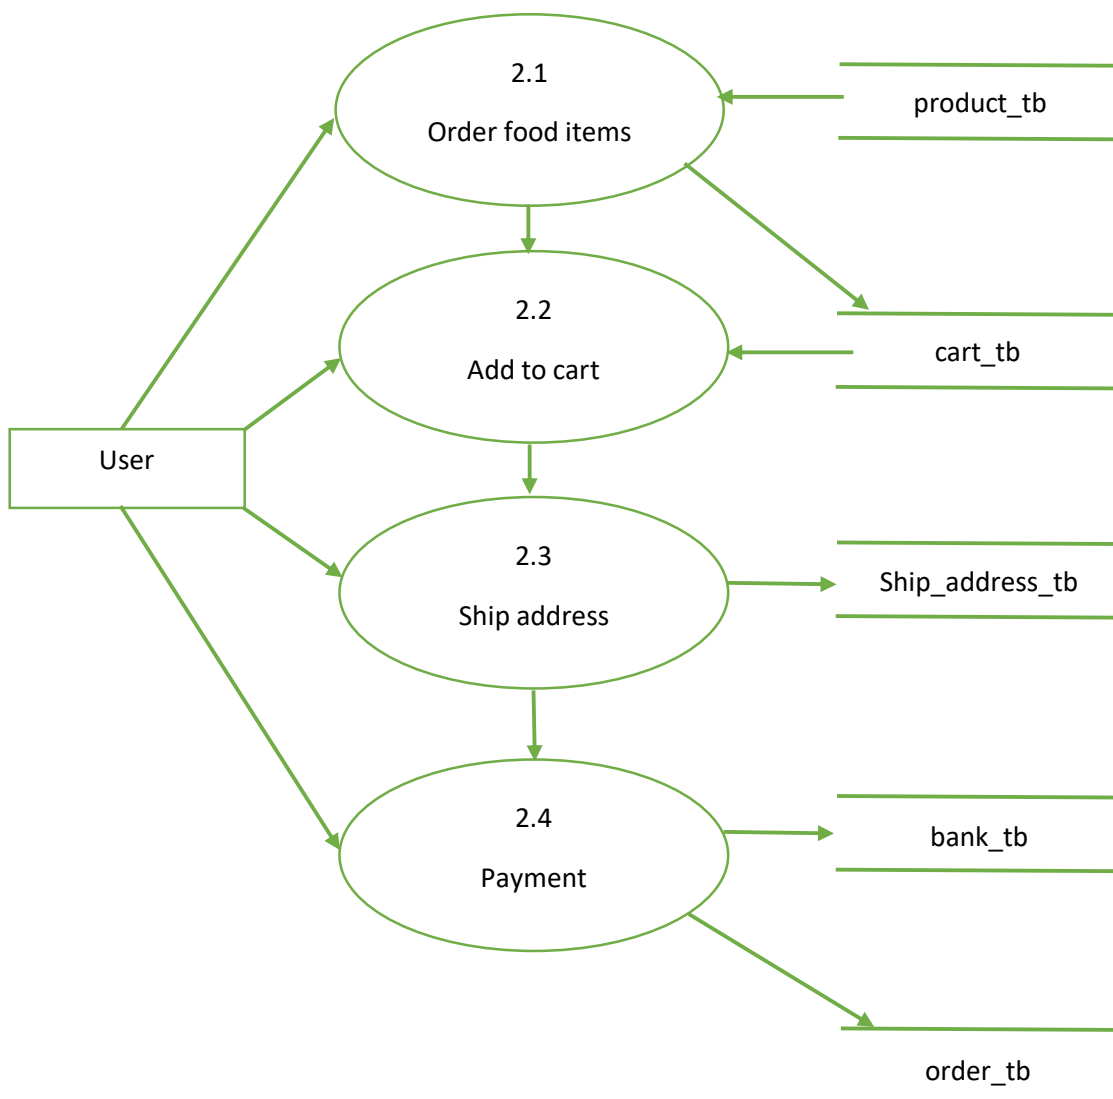 2.1
Order food items
product_tb
2.2
Add to cart
cart_tb
User
2.3
Ship address
Ship_address_tb
2.4
Payment
bank_tb
order_tb